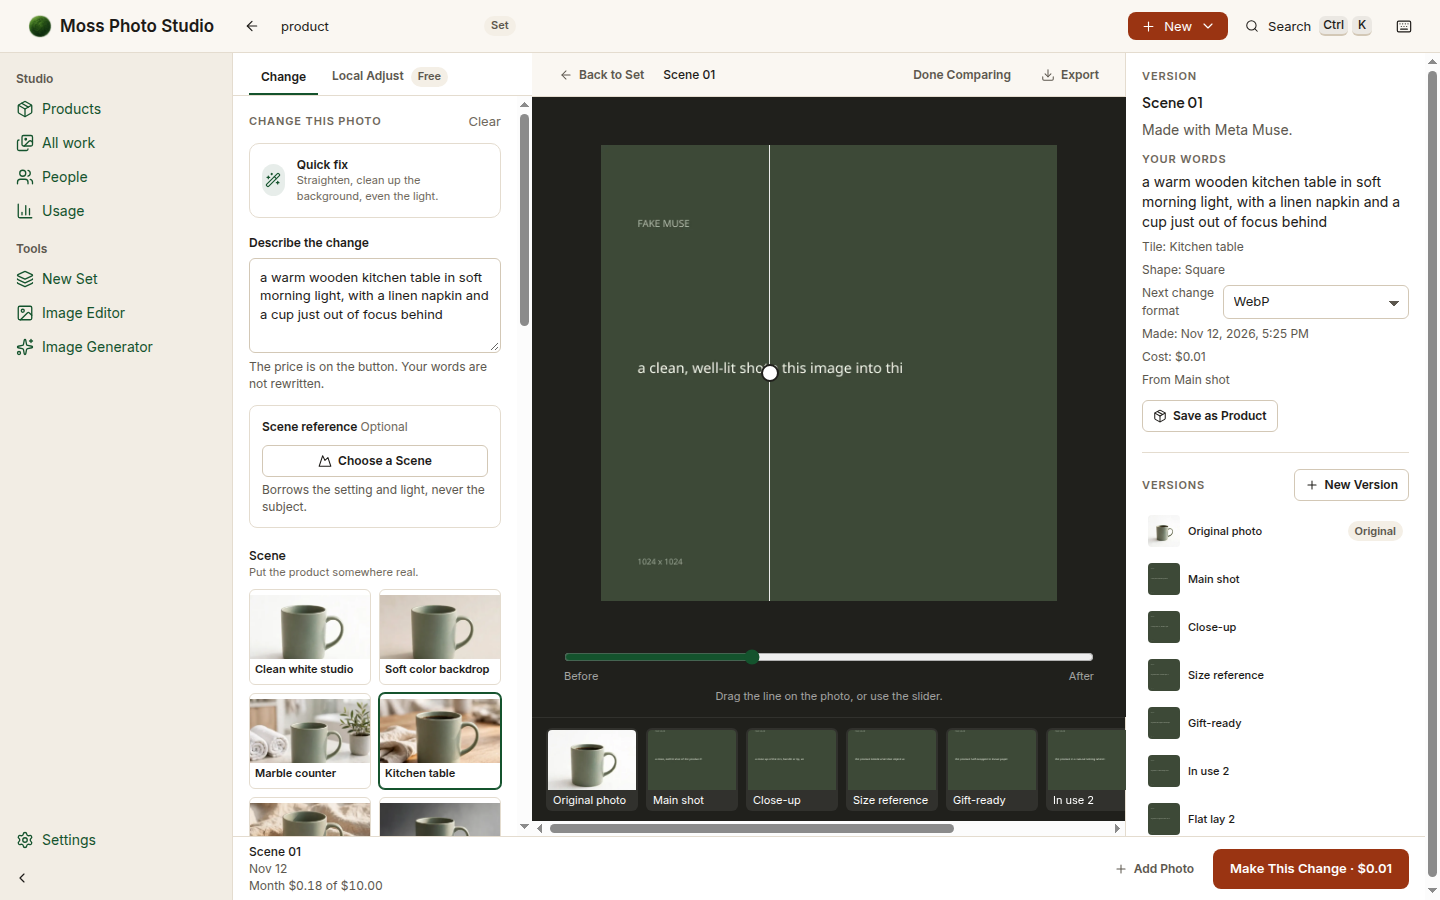 Moss Photo Studio
product
Set
New
Search
Ctrl
K
Studio
Products
All work
People
Usage
Tools
New Set
Image Editor
Image Generator
Settings
Change
Local Adjust
Free
CHANGE THIS PHOTO
Clear
Quick fix
Straighten, clean up the
background, even the light.
Describe the change
a warm wooden kitchen table in soft
morning light, with a linen napkin and
a cup just out of focus behind
The price is on the button. Your words are
not rewritten.
Scene reference Optional
Choose a Scene
Borrows the setting and light, never the
subject.
Scene
Put the product somewhere real.
Clean white studio
Soft color backdrop
Marble counter
Kitchen table
Back to Set
Scene 01
Done Comparing
Export
FAKE MUSE
a clean, well-lit sho
this image into thi
1024 x 1024
Before
After
Drag the line on the photo, or use the slider.
Original photo
Main shot
Close-up
Size reference
Gift-ready
In use 2
VERSION
Scene 01
Made with Meta Muse.
YOUR WORDS
a warm wooden kitchen table in soft
morning light, with a linen napkin and a
cup just out of focus behind
Tile: Kitchen table
Shape: Square
Next change
format
WebP
Made: Nov 12, 2026, 5:25 PM
Cost: $0.01
From Main shot
Save as Product
VERSIONS
New Version
Original photo
Original
Main shot
Close-up
Size reference
Gift-ready
In use 2
Flat lay 2
Scene 01
Nov 12
Month $0.18 of $10.00
Add Photo
Make This Change · $0.01